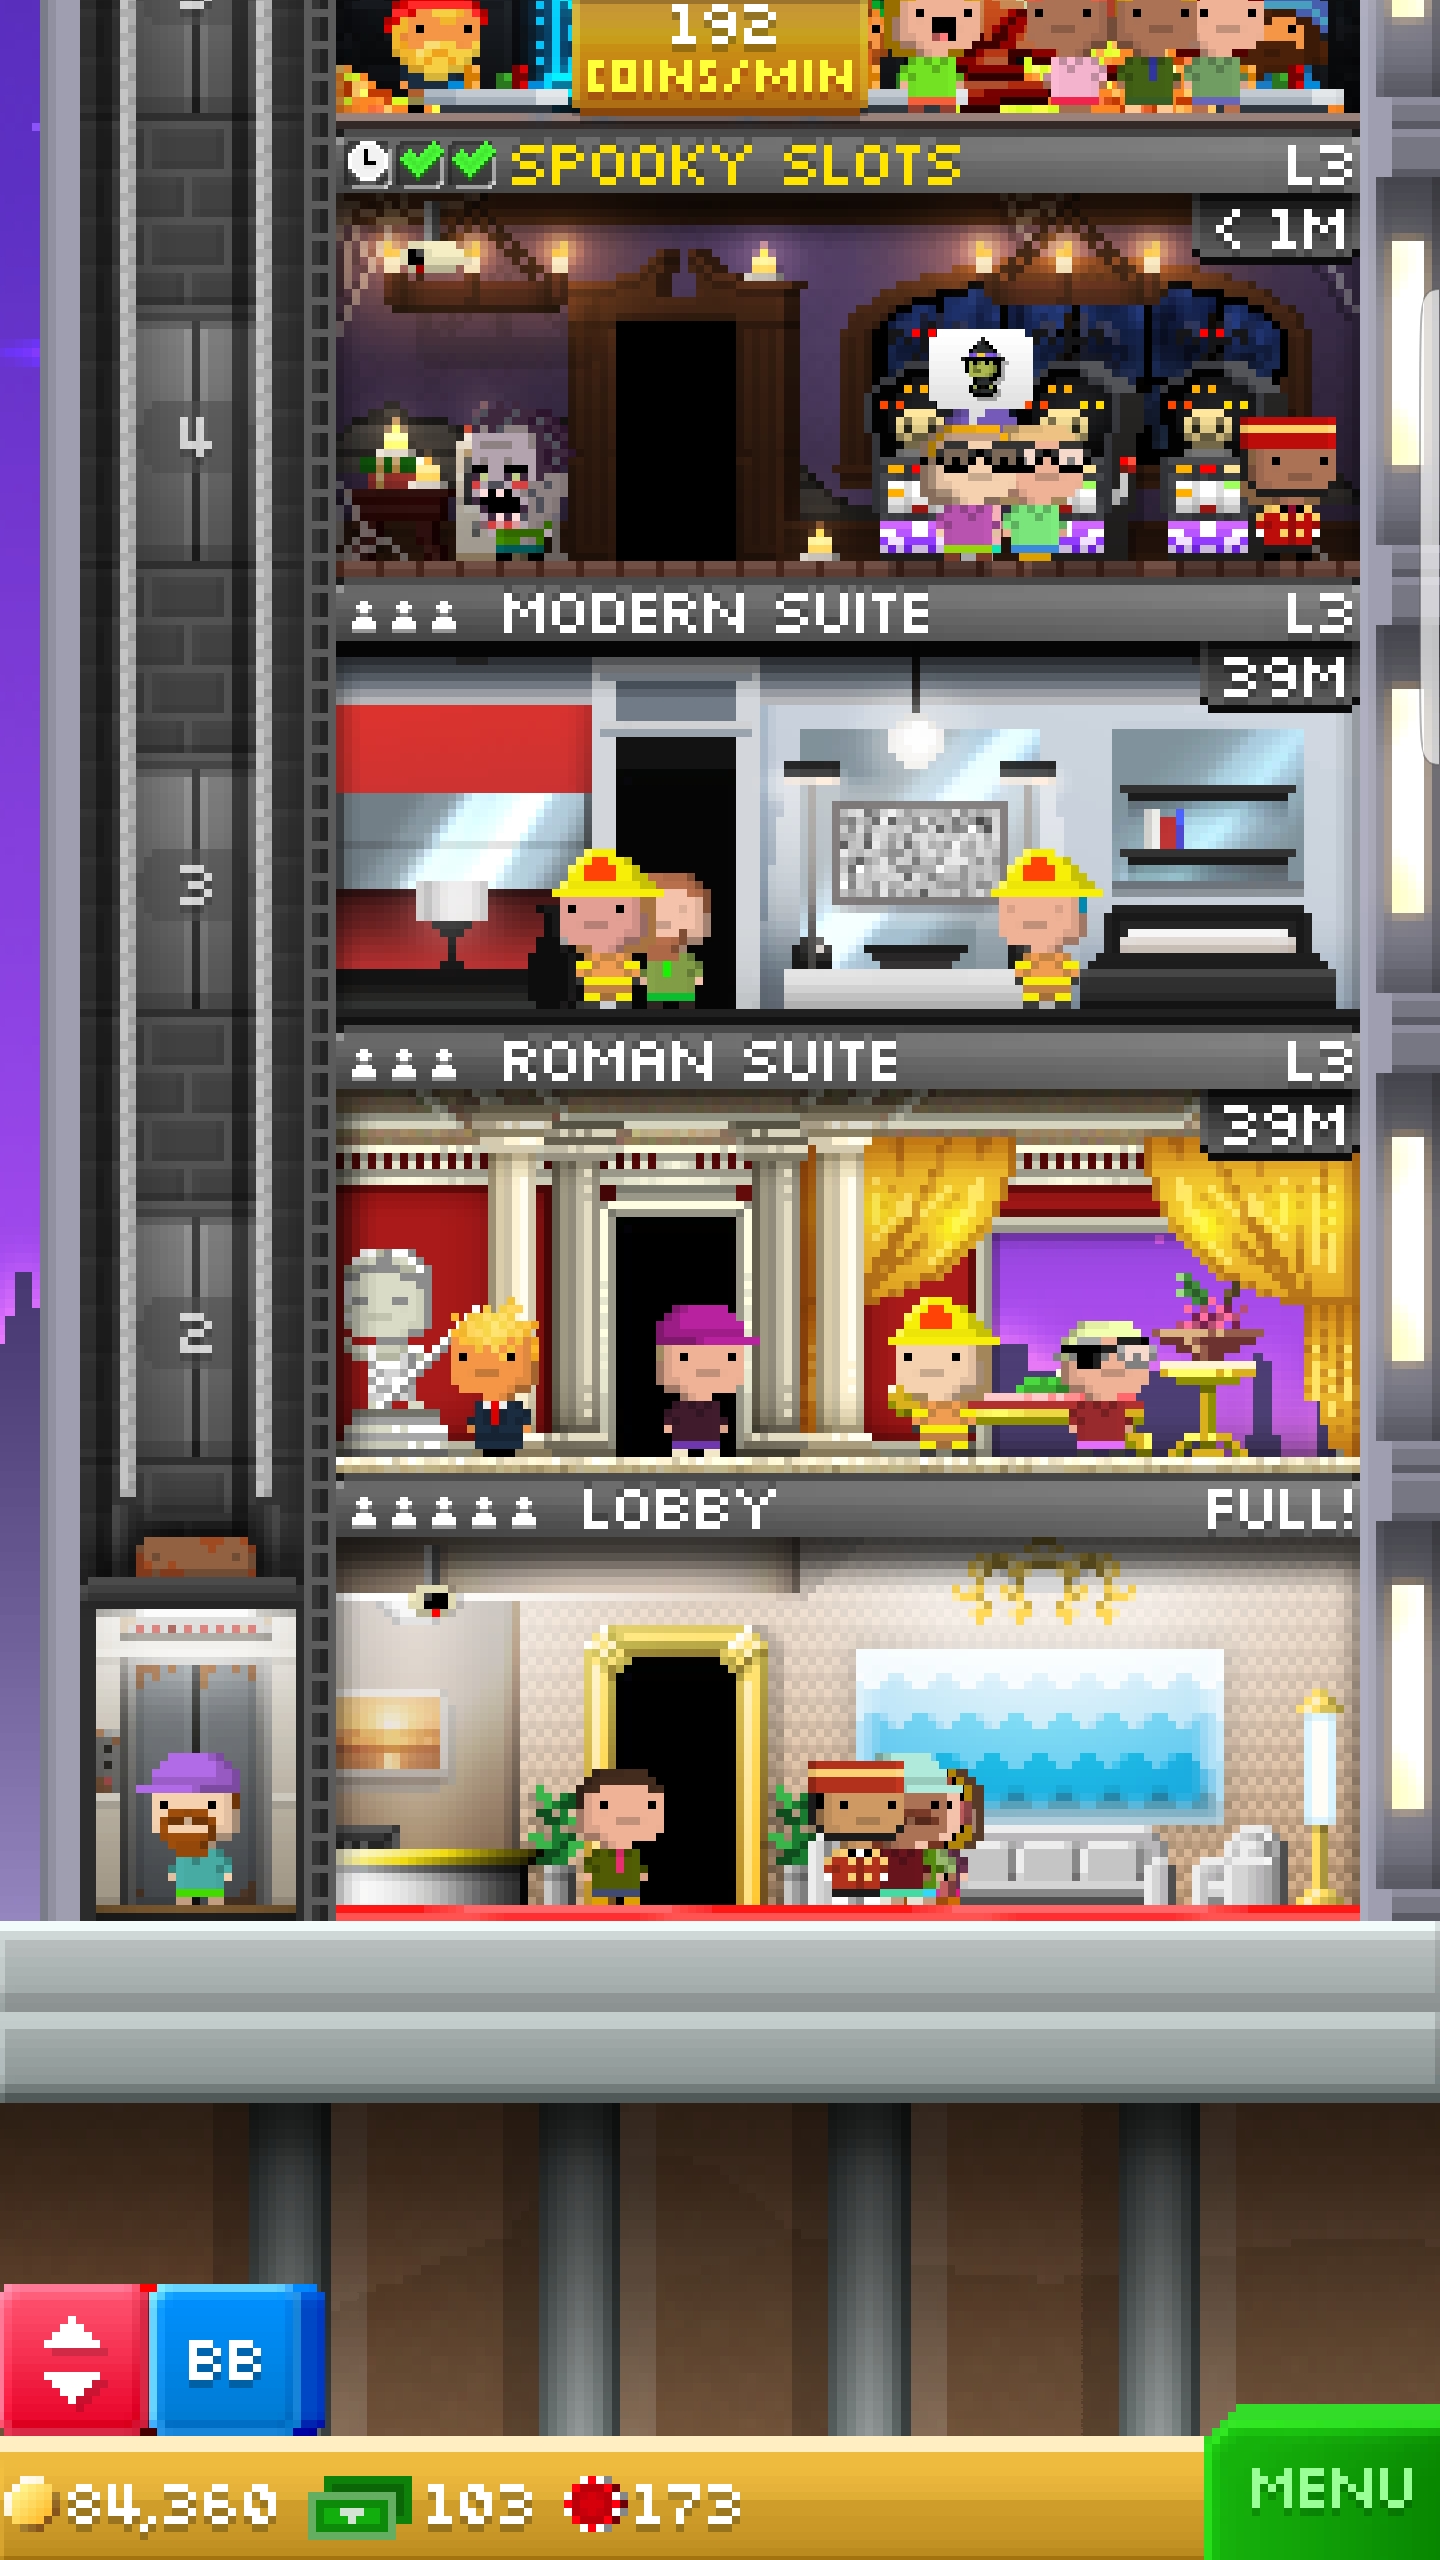 192
COINS/MIN
SPOOKY SLOTS L3
< 1M
4
MODERN SUITE L3
39M
3
ROMAN SUITE L3
39M
2
LOBBY FULL!
BB
84,360 103 173
MENU